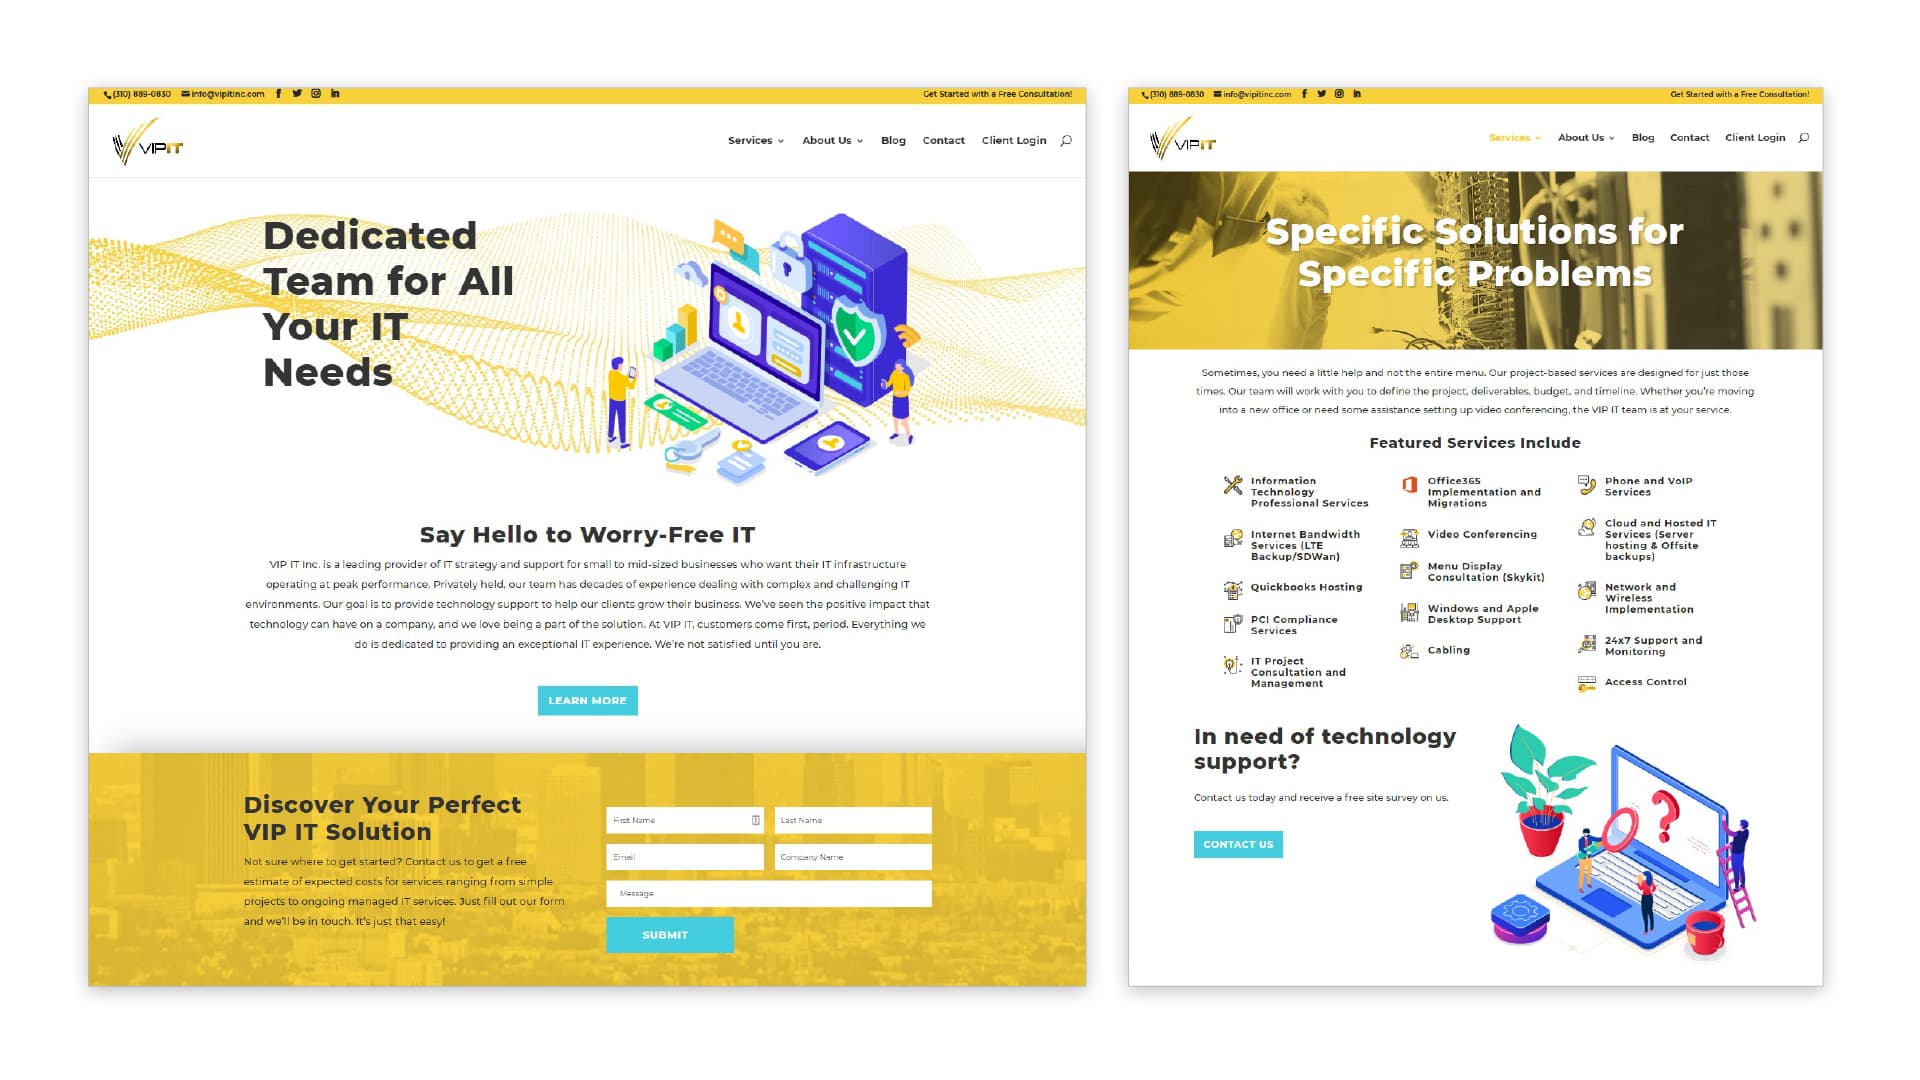 (310) 889-0830 info@vipitinc.com
Get Started with a Free Consultation!
VIPIT
Services About Us Blog Contact Client Login
Dedicated
Team for All
Your IT
Needs
Say Hello to Worry-Free IT
VIP IT Inc. is a leading provider of IT strategy and support for small to mid-sized businesses who want their IT infrastructure
operating at peak performance. Privately held, our team has decades of experience dealing with complex and challenging IT
environments. Our goal is to provide technology support to help our clients grow their business. We've seen the positive impact that
technology can have on a company, and we love being a part of the solution. At VIP IT, customers come first, period. Everything we
do is dedicated to providing an exceptional IT experience. We're not satisfied until you are.
LEARN MORE
Discover Your Perfect
VIP IT Solution
Not sure where to get started? Contact us to get a free
estimate of expected costs for services ranging from simple
projects to ongoing managed IT services. Just fill out our form
and we'll be in touch. It's just that easy!
First Name
Last Name
Email
Company Name
Message
SUBMIT
(310) 889-0830 info@vipitinc.com
Get Started with a Free Consultation!
VIPIT
Services About Us Blog Contact Client Login
Specific Solutions for
Specific Problems
Sometimes, you need a little help and not the entire menu. Our project-based services are designed for just those
times. Our team will work with you to define the project, deliverables, budget, and timeline. Whether you're moving
into a new office or need some assistance setting up video conferencing, the VIP IT team is at your service.
Featured Services Include
Information
Technology
Professional Services
Internet Bandwidth
Services (LTE
Backup/SDWan)
Quickbooks Hosting
PCI Compliance
Services
IT Project
Consultation and
Management
Office365
Implementation and
Migrations
Video Conferencing
Menu Display
Consultation (Skykit)
Windows and Apple
Desktop Support
Cabling
Phone and VoIP
Services
Cloud and Hosted IT
Services (Server
hosting & Offsite
backups)
Network and
Wireless
Implementation
24x7 Support and
Monitoring
Access Control
In need of technology
support?
Contact us today and receive a free site survey on us.
CONTACT US